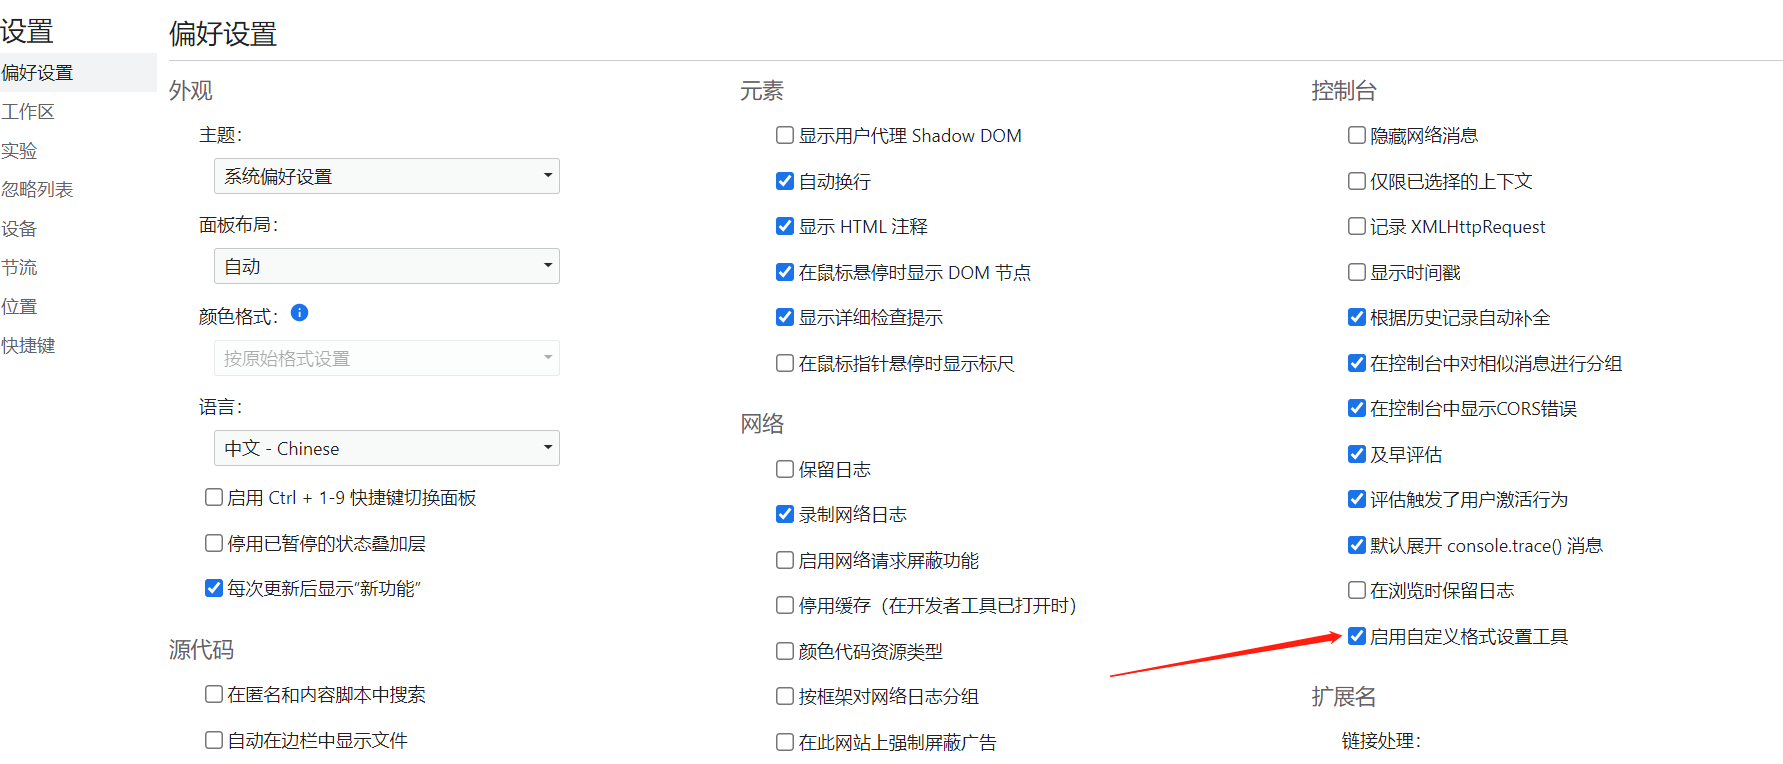 设置
偏好设置
工作区
实验
忽略列表
设备
节流
位置
快捷键
偏好设置
外观
主题：
系统偏好设置
面板布局：
自动
颜色格式：
按原始格式设置
语言：
中文 - Chinese
启用 Ctrl + 1-9 快捷键切换面板
停用已暂停的状态叠加层
每次更新后显示“新功能”
源代码
在匿名和内容脚本中搜索
自动在边栏中显示文件
元素
显示用户代理 Shadow DOM
自动换行
显示 HTML 注释
在鼠标悬停时显示 DOM 节点
显示详细检查提示
在鼠标指针悬停时显示标尺
网络
保留日志
录制网络日志
启用网络请求屏蔽功能
停用缓存（在开发者工具已打开时）
颜色代码资源类型
按框架对网络日志分组
在此网站上强制屏蔽广告
控制台
隐藏网络消息
仅限已选择的上下文
记录 XMLHttpRequest
显示时间戳
根据历史记录自动补全
在控制台中对相似消息进行分组
在控制台中显示CORS错误
及早评估
评估触发了用户激活行为
默认展开 console.trace() 消息
在浏览时保留日志
启用自定义格式设置工具
扩展名
链接处理：